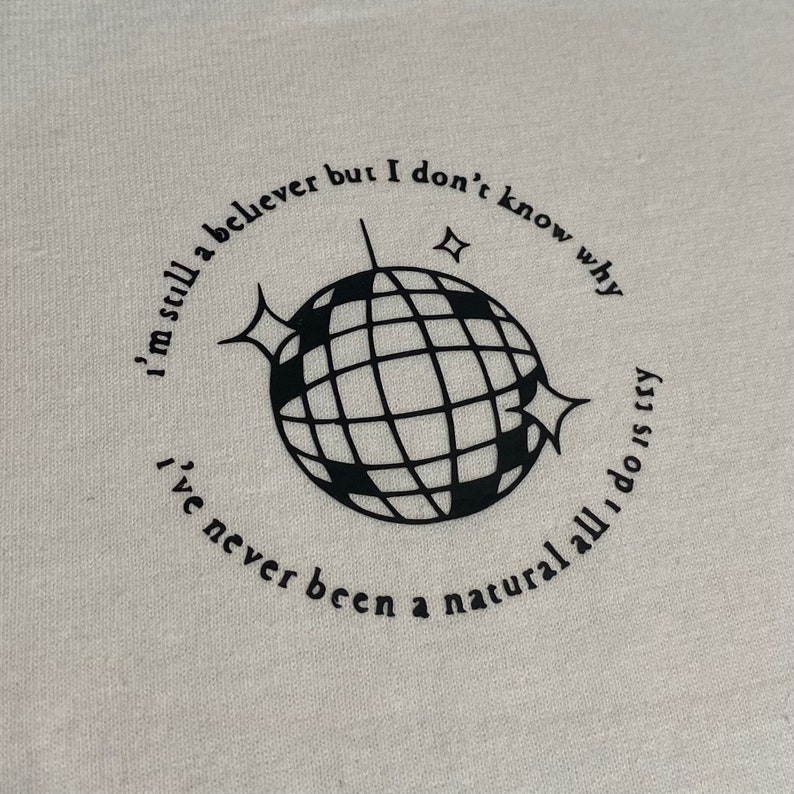 i'm still a believer but I don't know why
i've never been a natural all i do is try